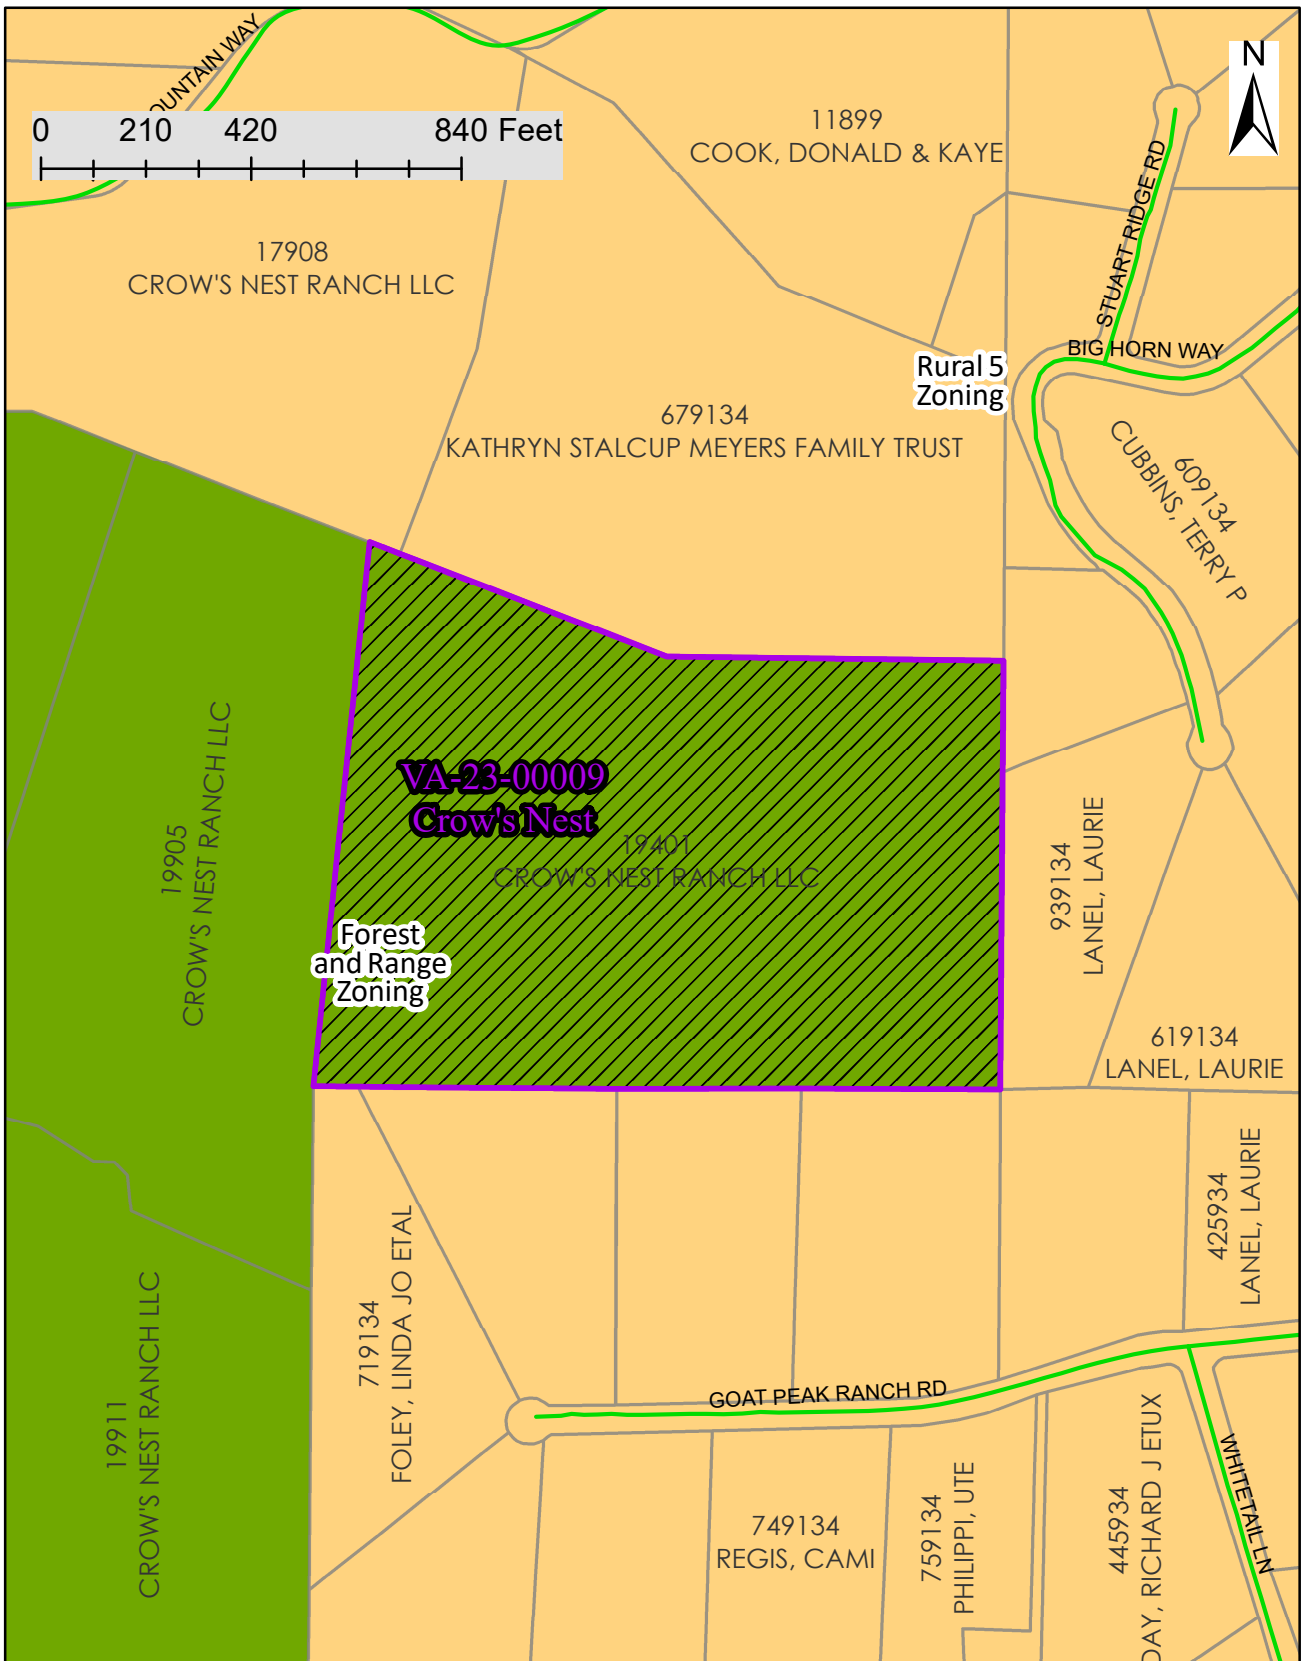 OUNTAIN WAY
N
0 210 420 840 Feet
11899
COOK, DONALD & KAYE
STUART RIDGE RD
17908
CROW'S NEST RANCH LLC
BIG HORN WAY
Rural 5
Zoning
679134
KATHRYN STALCUP MEYERS FAMILY TRUST
609134
CUBBINS, TERRY P
VA-23-00009
Crow's Nest
19401
CROW'S NEST RANCH LLC
19905
CROW'S NEST RANCH LLC
939134
LANEL, LAURIE
Forest
and Range
Zoning
619134
LANEL, LAURIE
425934
LANEL, LAURIE
719134
FOLEY, LINDA JO ETAL
19911
CROW'S NEST RANCH LLC
GOAT PEAK RANCH RD
749134
REGIS, CAMI
759134
PHILIPPI, UTE
445934
DAY, RICHARD J ETUX
WHITETAIL LN